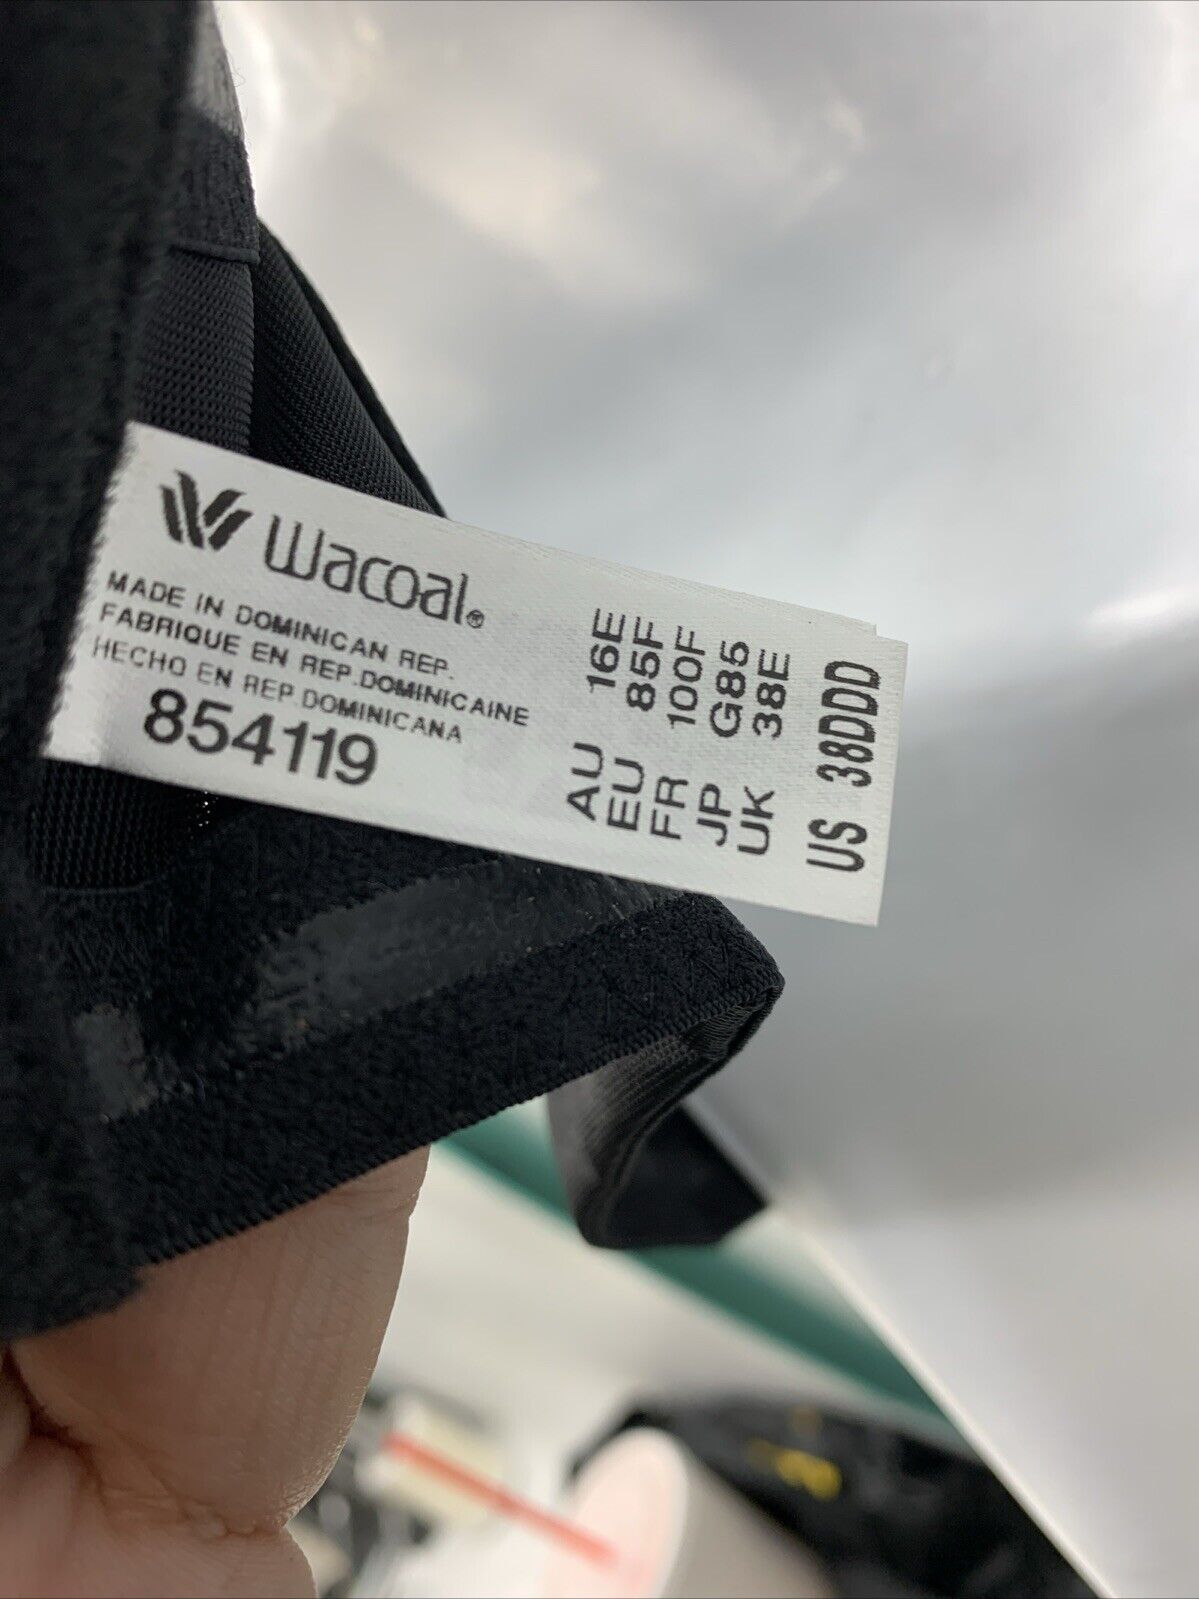 Wacoal®
MADE IN DOMINICAN REP.
FABRIQUE EN REP.DOMINICAINE
HECHO EN REP.DOMINICANA
854119
AU 16E
EU 85F
FR 100F
JP G85
UK 38E
US 38DDD